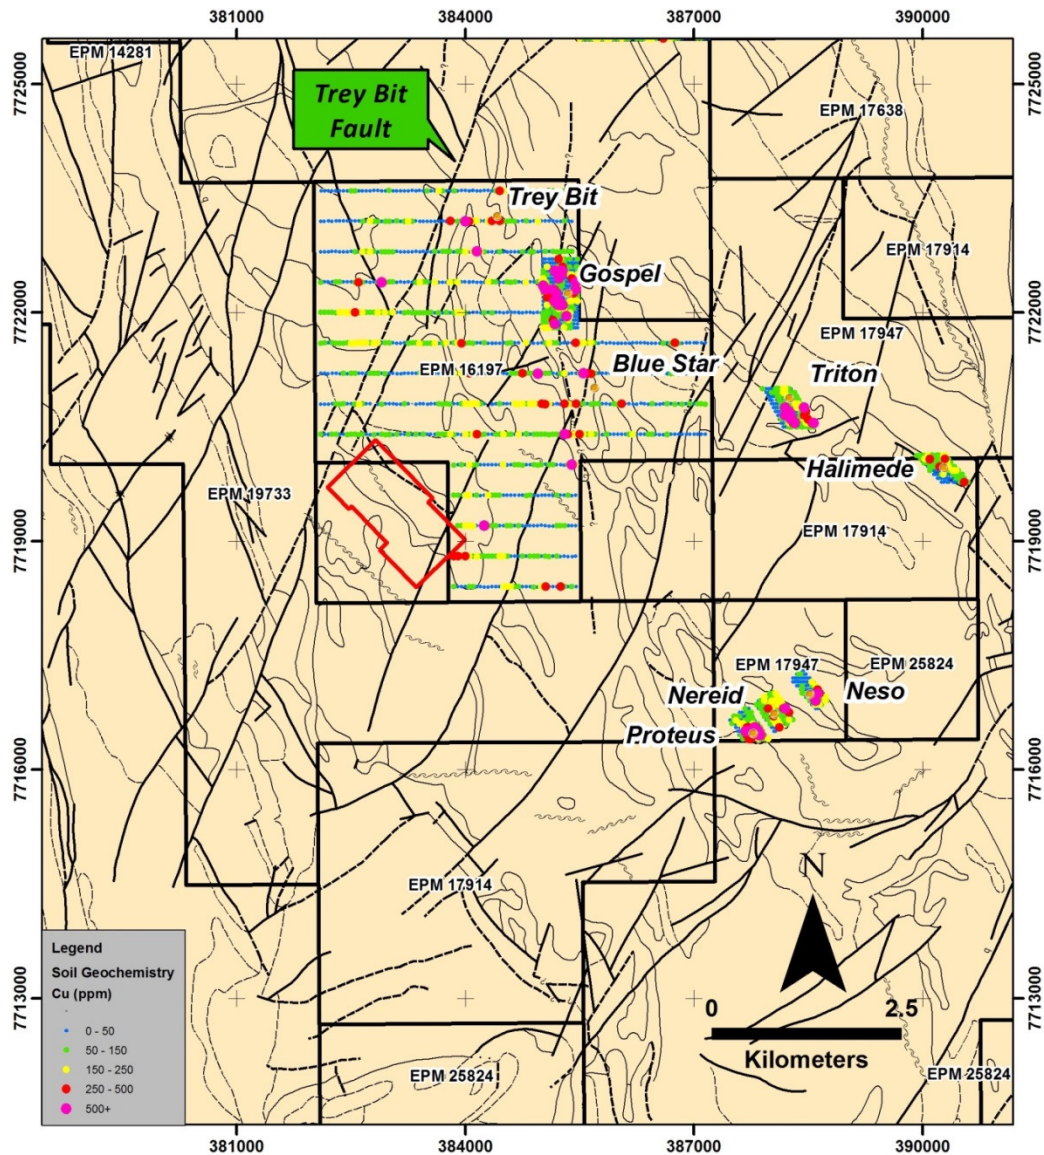 381000
384000
387000
390000
7725000
7722000
7719000
7716000
7713000
7725000
7722000
7719000
7716000
7713000
EPM 14281
Trey Bit
Fault
EPM 17638
Trey Bit
EPM 17914
Gospel
EPM 17947
Blue Star
EPM 16197
Triton
Halimede
EPM 19733
EPM 17914
EPM 17947
EPM 25824
Nereid
Neso
Proteus
EPM 17914
N
Legend
Soil Geochemistry
Cu (ppm)
0 - 50
50 - 150
150 - 250
250 - 500
500+
0
2.5
Kilometers
EPM 25824
EPM 25824
381000
384000
387000
390000